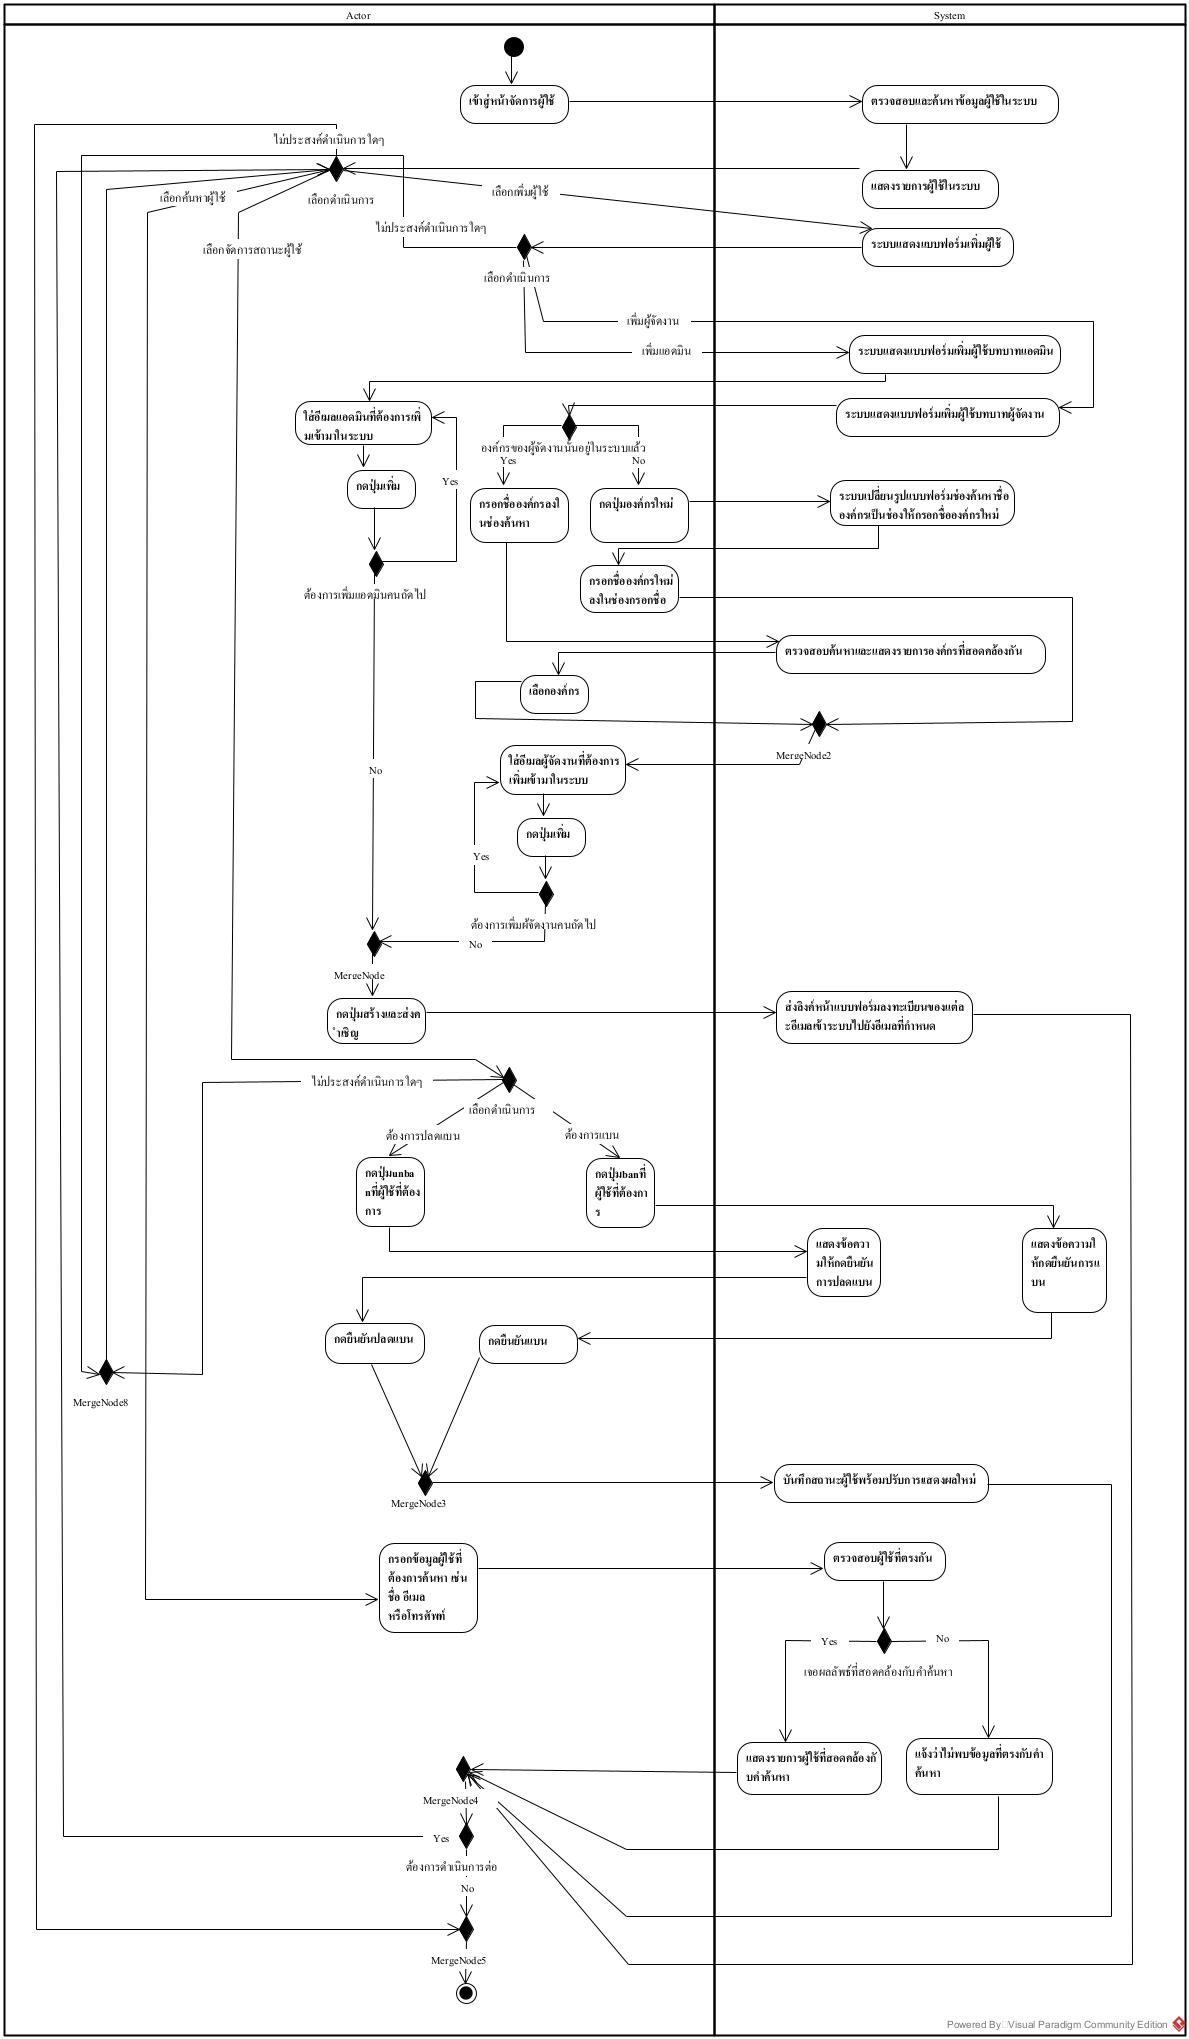 Actor
System
เข้าสู่หน้าจัดการผู้ใช้
ตรวจสอบและค้นหาข้อมูลผู้ใช้ในระบบ
ไม่ประสงค์ดำเนินการใดๆ
แสดงรายการผู้ใช้ในระบบ
เลือกเพิ่มผู้ใช้
เลือกค้นหาผู้ใช้
เลือกดำเนินการ
ไม่ประสงค์ดำเนินการใดๆ
ระบบแสดงแบบฟอร์มเพิ่มผู้ใช้
เลือกจัดการสถานะผู้ใช้
เลือกดำเนินการ
เพิ่มผู้จัดงาน
เพิ่มแอดมิน
ระบบแสดงแบบฟอร์มเพิ่มผู้ใช้บทบาทแอดมิน
ใส่อีเมลแอดมินที่ต้องการเพิ่
มเข้ามาในระบบ
ระบบแสดงแบบฟอร์มเพิ่มผู้ใช้บทบาทผู้จัดงาน
องค์กรของผู้จัดงานนั้นอยู่ในระบบแล้ว
Yes
No
กดปุ่มเพิ่ม
Yes
กรอกชื่อองค์กรลงใ
นช่องค้นหา
กดปุ่มองค์กรใหม่
ระบบเปลี่ยนรูปแบบฟอร์มช่องค้นหาชื่อ
องค์กรเป็นช่องให้กรอกชื่อองค์กรใหม่
ต้องการเพิ่มแอดมินคนถัดไป
กรอกชื่อองค์กรใหม่
ลงในช่องกรอกชื่อ
ตรวจสอบค้นหาและแสดงรายการองค์กรที่สอดคล้องกัน
เลือกองค์กร
MergeNode2
No
ใส่อีเมลผู้จัดงานที่ต้องการ
เพิ่มเข้ามาในระบบ
กดปุ่มเพิ่ม
Yes
ต้องการเพิ่มผู้จัดงานคนถัดไป
No
MergeNode
กดปุ่มสร้างและส่งค
ำเชิญ
ส่งลิงค์หน้าแบบฟอร์มลงทะเบียนของแต่ล
ะอีเมลเข้าระบบไปยังอีเมลที่กำหนด
ไม่ประสงค์ดำเนินการใดๆ
เลือกดำเนินการ
ต้องการปลดแบน
ต้องการแบน
กดปุ่มunba
nที่ผู้ใช้ที่ต้อง
การ
กดปุ่มbanที่
ผู้ใช้ที่ต้องกา
ร
แสดงข้อควา
มให้กดยืนยัน
การปลดแบน
แสดงข้อความใ
ห้กดยืนยันการแ
บน
กดยืนยันปลดแบน
กดยืนยันแบน
MergeNode8
MergeNode3
บันทึกสถานะผู้ใช้พร้อมปรับการแสดงผลใหม่
กรอกข้อมูลผู้ใช้ที่
ต้องการค้นหา เช่น
ชื่อ อีเมล
หรือโทรศัพท์
ตรวจสอบผู้ใช้ที่ตรงกัน
Yes
No
เจอผลลัพธ์ที่สอดคล้องกับคำค้นหา
แสดงรายการผู้ใช้ที่สอดคล้องกั
บคำค้นหา
แจ้งว่าไม่พบข้อมูลที่ตรงกับคำ
ค้นหา
MergeNode4
Yes
ต้องการดำเนินการต่อ
No
MergeNode5
Powered By Visual Paradigm Community Edition